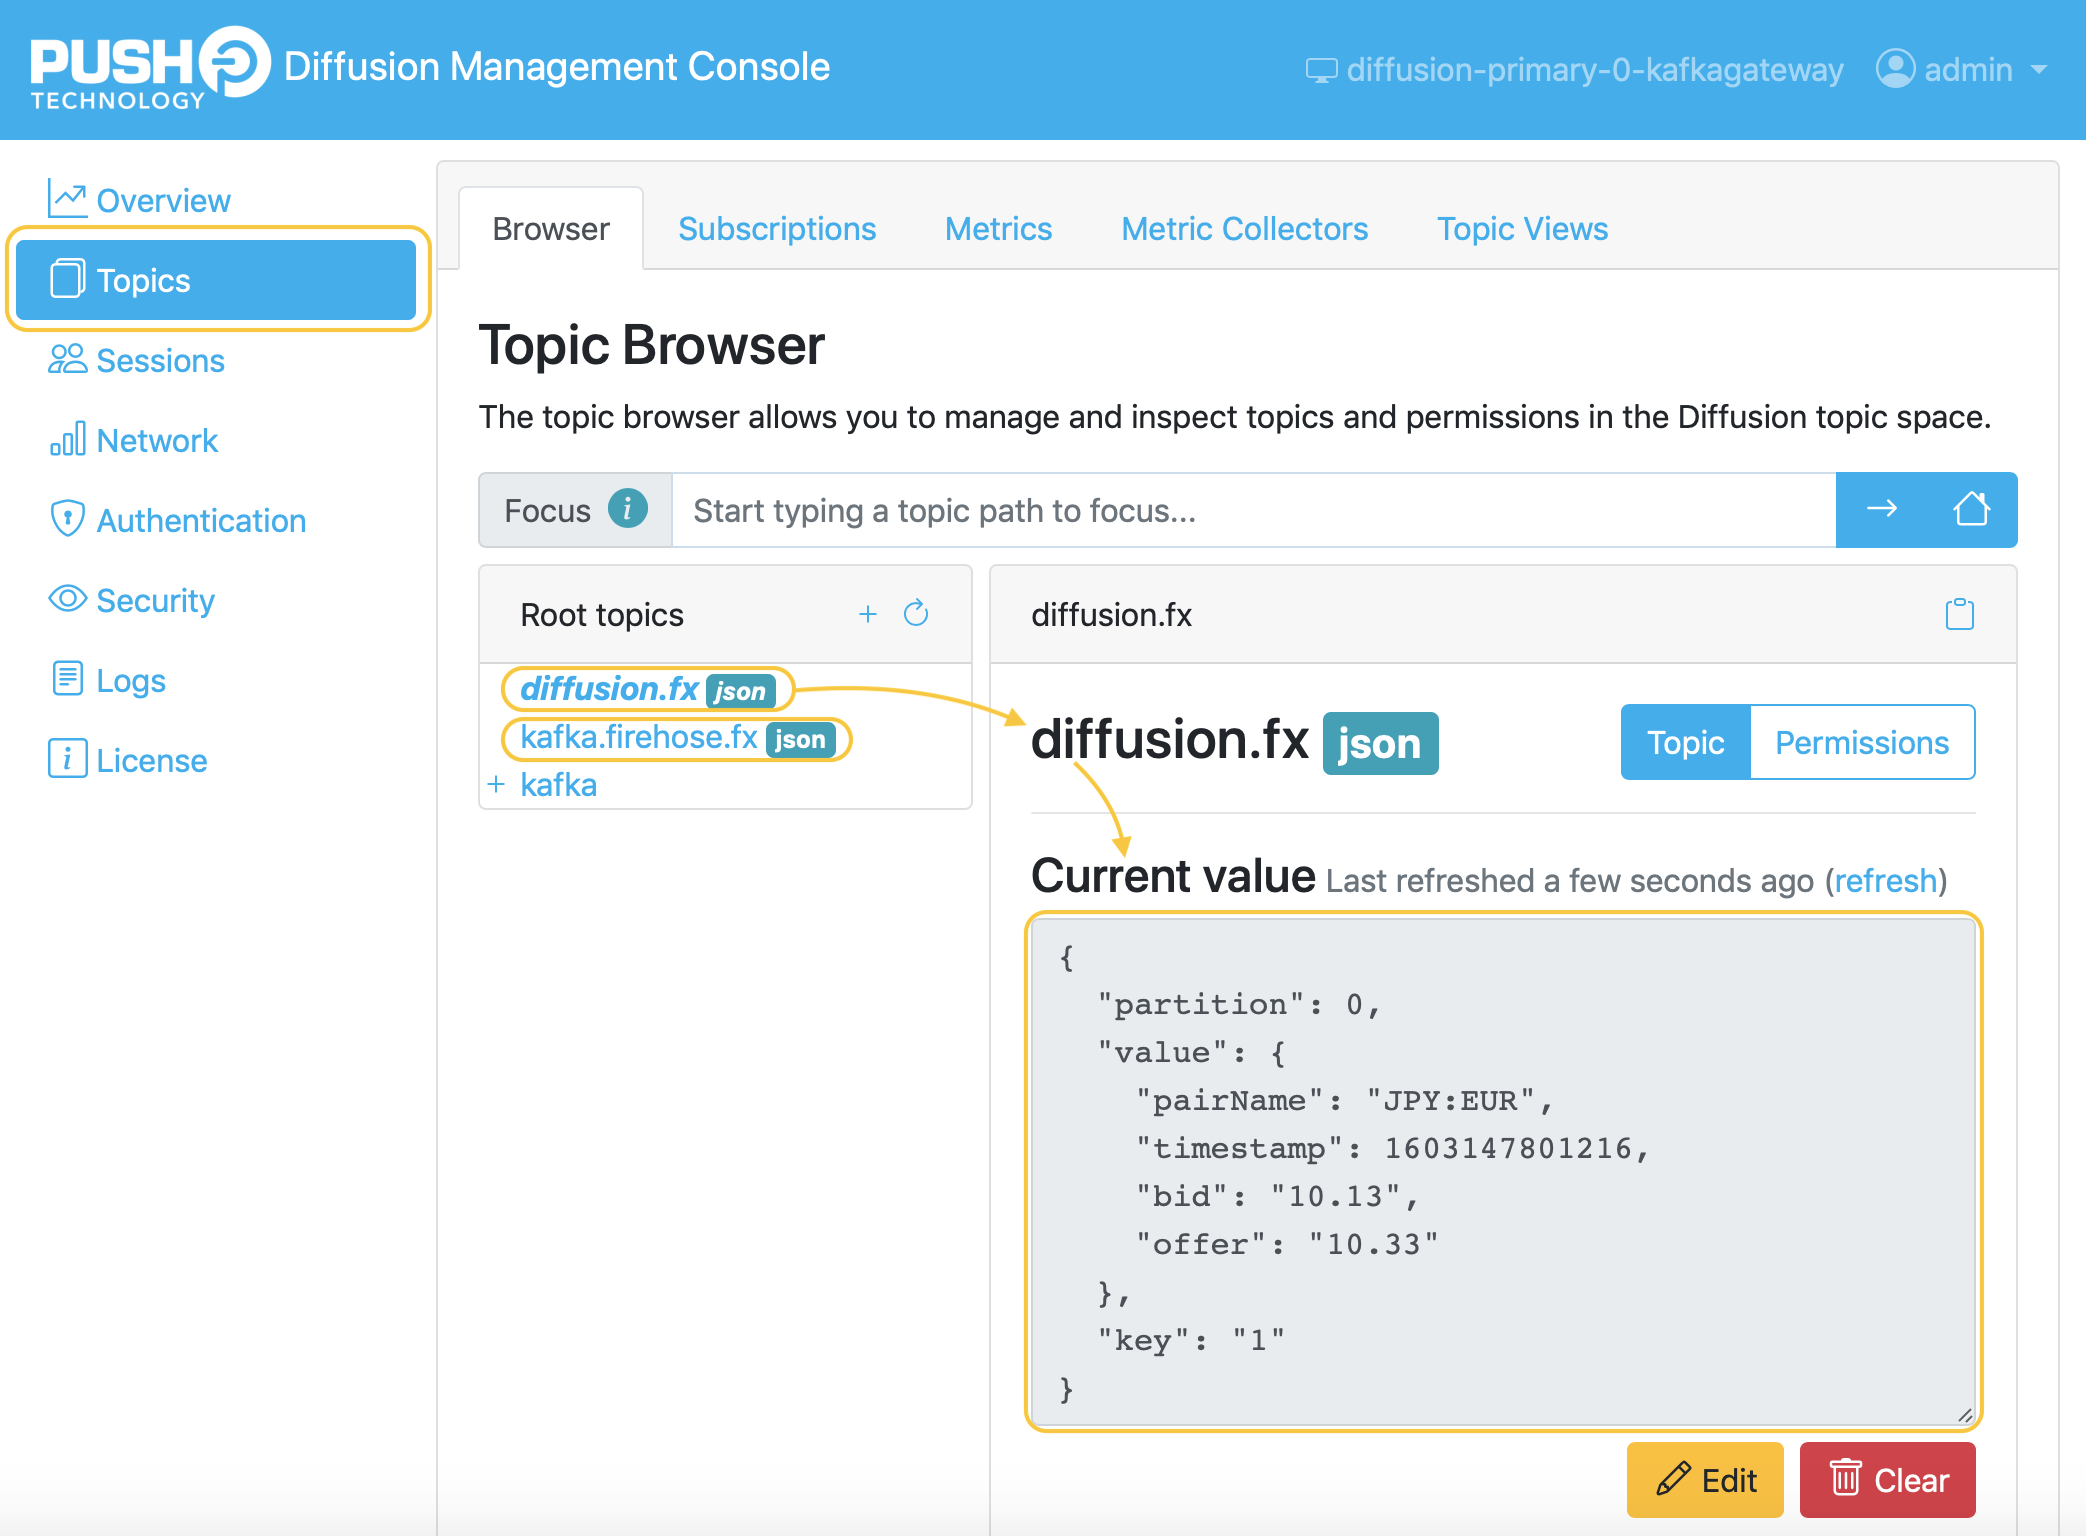 PUSH
TECHNOLOGY
Diffusion Management Console
diffusion-primary-0-kafkagateway
admin
Overview
Topics
Sessions
Network
Authentication
Security
Logs
License
Browser
Subscriptions
Metrics
Metric Collectors
Topic Views
Topic Browser
The topic browser allows you to manage and inspect topics and permissions in the Diffusion topic space.
Focus
Start typing a topic path to focus...
Root topics
+
diffusion.fx json
kafka.firehose.fx json
+ kafka
diffusion.fx
diffusion.fx json
Topic
Permissions
Current value Last refreshed a few seconds ago (refresh)
{
"partition": 0,
"value": {
"pairName": "JPY:EUR",
"timestamp": 1603147801216,
"bid": "10.13",
"offer": "10.33"
},
"key": "1"
}
Edit
Clear